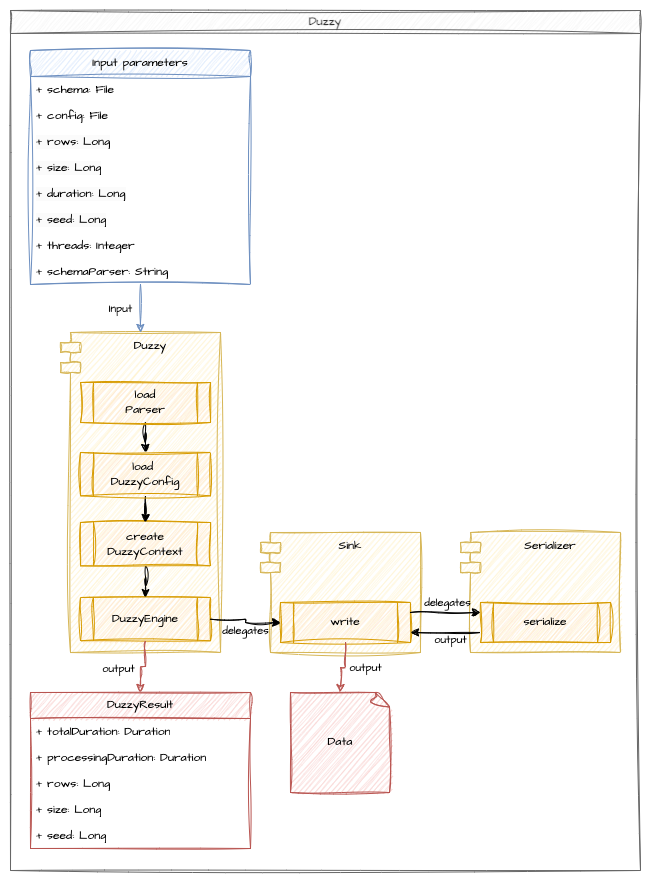 Duzzy
Input parameters
+ schema: File
+ config: File
+ rows: Long
+ size: Long
+ duration: Long
+ seed: Long
+ threads: Integer
+ schemaParser: String
Input
Duzzy
load
Parser
load
DuzzyConfig
create
DuzzyContext
DuzzyEngine
delegates
Sink
write
delegates
output
Serializer
serialize
output
output
DuzzyResult
+ totalDuration: Duration
+ processingDuration: Duration
+ rows: Long
+ size: Long
+ seed: Long
Data